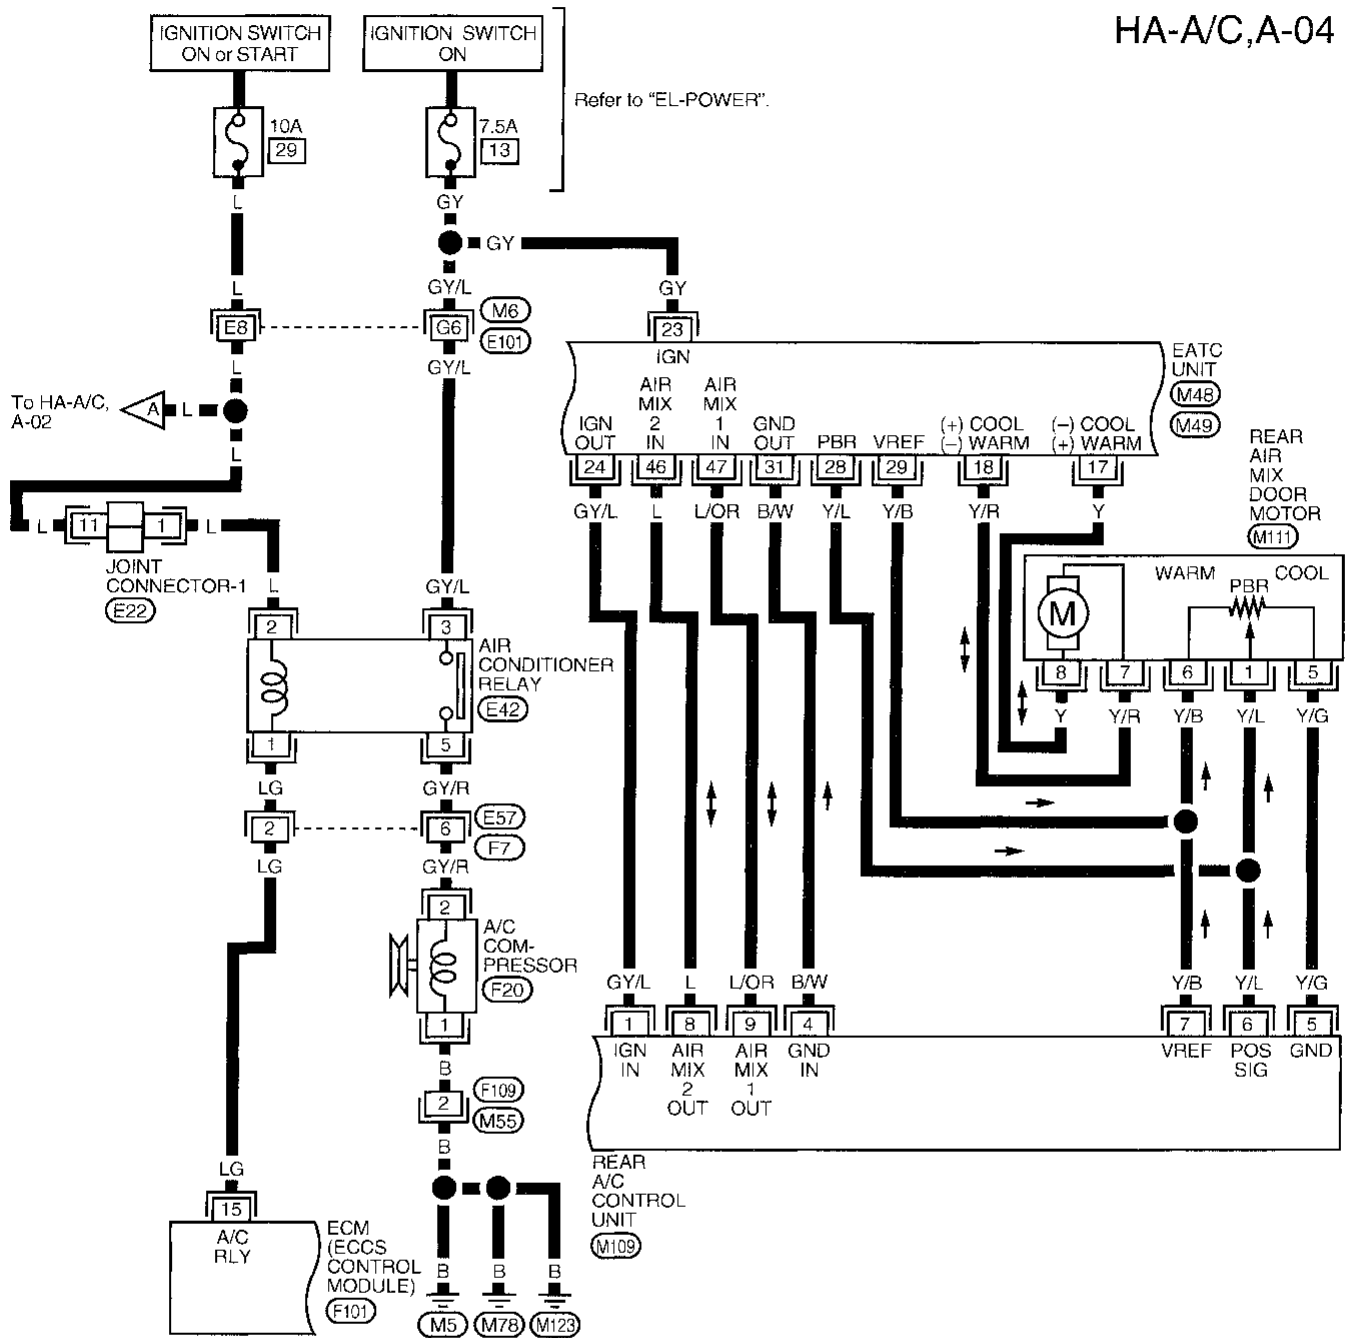 HA-A/C,A-04
IGNITION SWITCH
ON or START
IGNITION SWITCH
ON
Refer to "EL-POWER".
10A
29
7.5A
13
L
GY
GY
L
GY/L
GY
E8
G6
M6
E101
23
IGN
L
GY/L
EATC
UNIT
M48
M49
To HA-A/C,
A-02
A
L
L
IGN
OUT
AIR
MIX
2
IN
AIR
MIX
1
IN
GND
OUT
PBR
VREF
(+) COOL
(–) WARM
(–) COOL
(+) WARM
24
46
47
31
28
29
18
17
GY/L
L
L/OR
B/W
Y/L
Y/B
Y/R
Y
REAR
AIR
MIX
DOOR
MOTOR
M111
L
11
1
L
JOINT
CONNECTOR-1
E22
L
GY/L
WARM
COOL
PBR
M
2
3
AIR
CONDITIONER
RELAY
E42
8
7
6
1
5
Y
Y/R
Y/B
Y/L
Y/G
1
5
LG
GY/R
2
6
E57
F7
LG
GY/R
2
A/C
COM-
PRESSOR
F20
1
B
2
F109
M55
B
GY/L
L
L/OR
B/W
Y/B
Y/L
Y/G
1
8
9
4
7
6
5
IGN
IN
AIR
MIX
2
OUT
AIR
MIX
1
OUT
GND
IN
VREF
POS
SIG
GND
REAR
A/C
CONTROL
UNIT
M109
LG
15
A/C
RLY
ECM
(ECCS
CONTROL
MODULE)
F101
B
B
B
M5
M78
M123